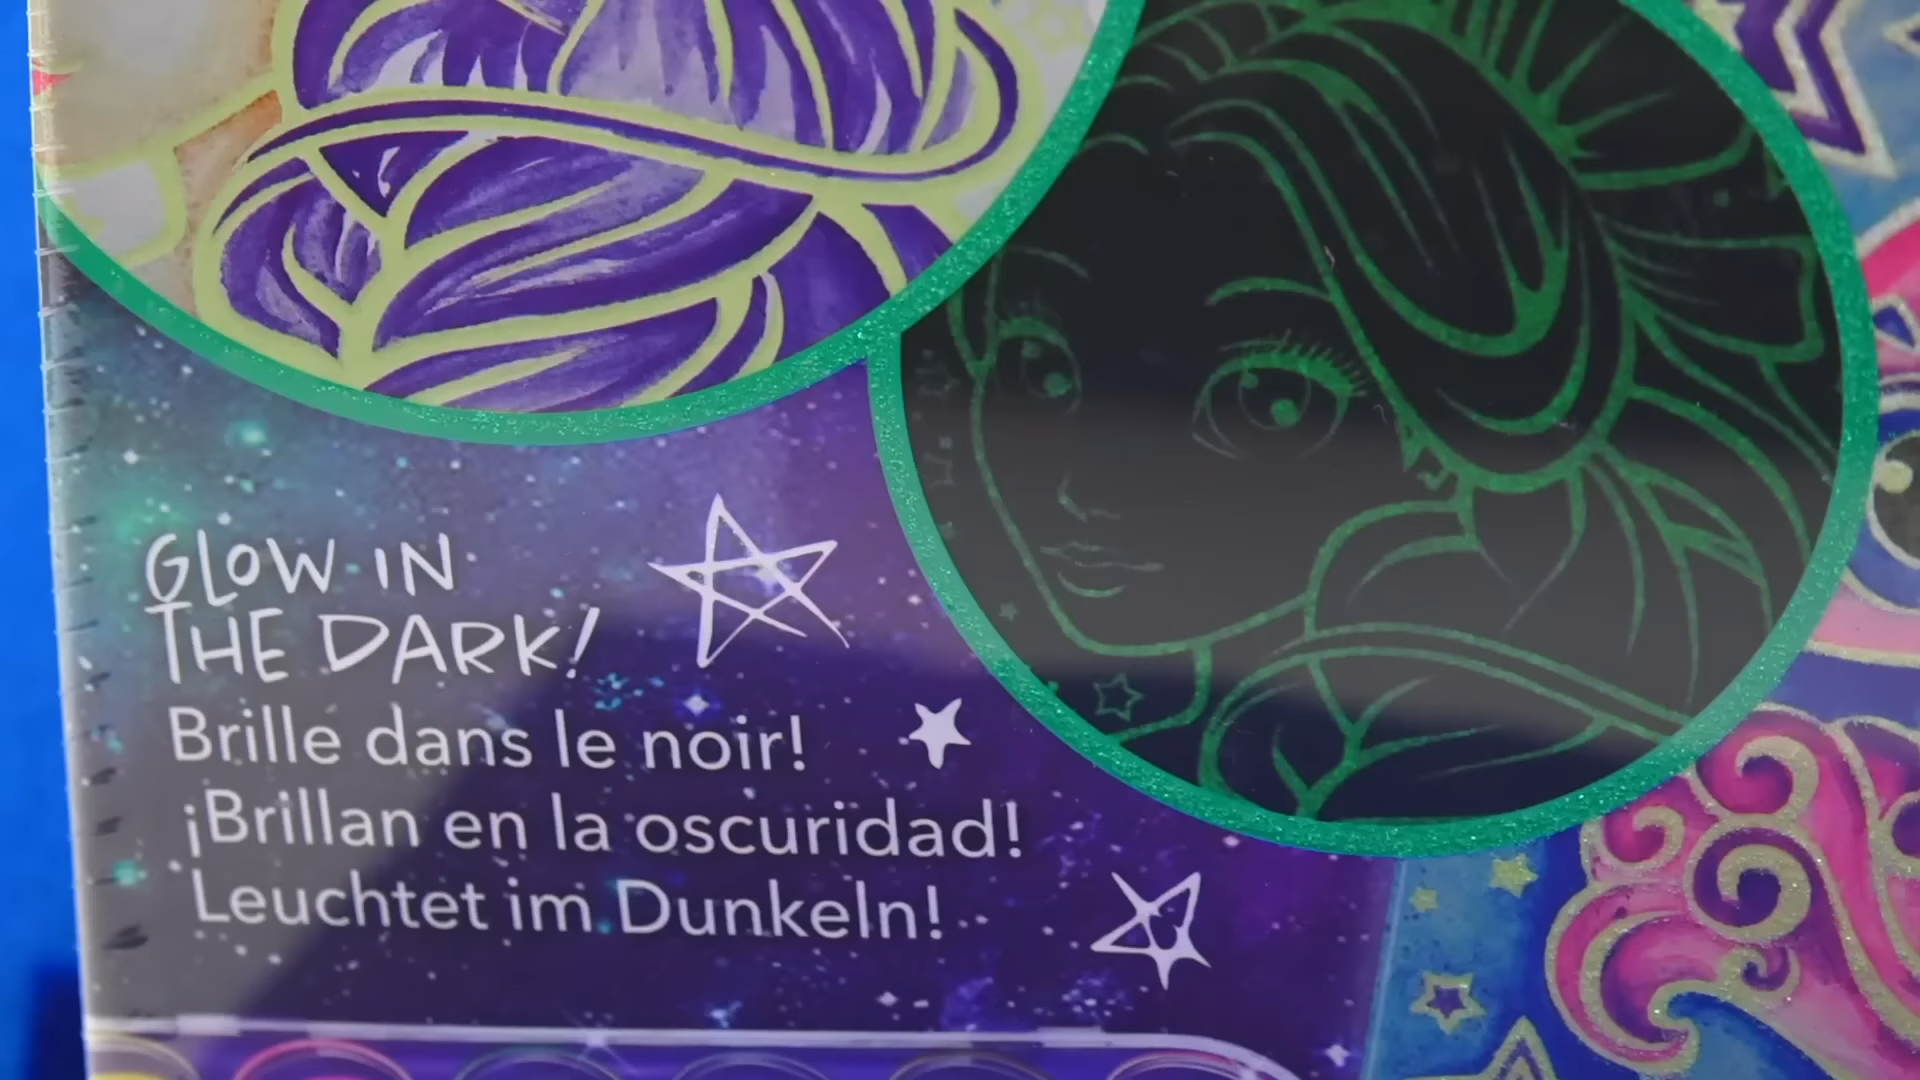 GLOW IN
THE DARK!
Brille dans le noir!
¡Brillan en la oscuridad!
Leuchtet im Dunkeln!